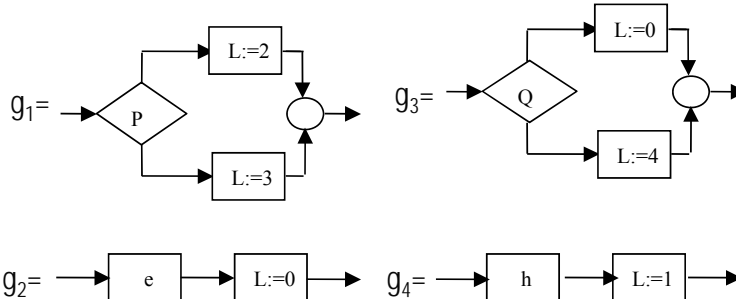 L:=2
g1=
P
L:=3
L:=0
g3=
Q
L:=4
g2=
e
L:=0
g4=
h
L:=1